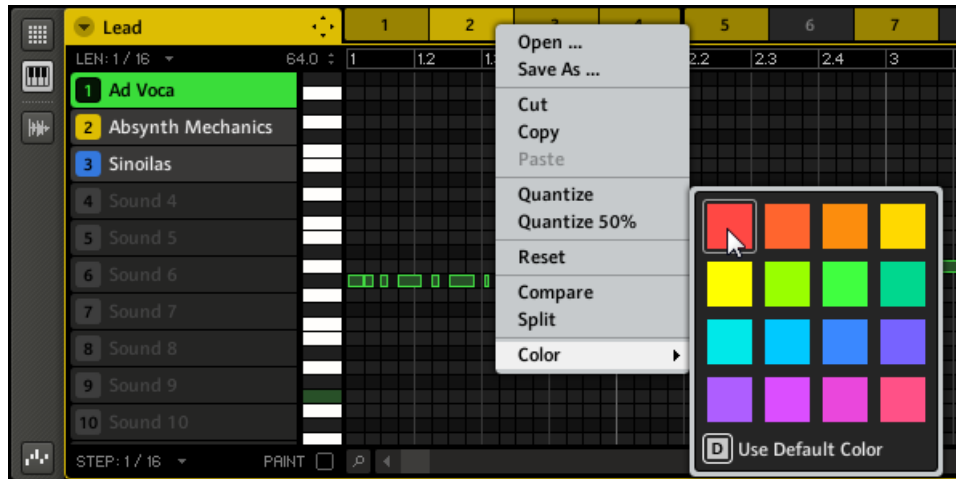 Lead
1 2 3 4 5 6 7
LEN: 1 / 16 64.0 1 1.2 1. 2.2 2.3 2.4 3
1 Ad Voca
2 Absynth Mechanics
3 Sinoilas
4 Sound 4
5 Sound 5
6 Sound 6
7 Sound 7
8 Sound 8
9 Sound 9
10 Sound 10
STEP: 1 / 16 PAINT
Open ...
Save As ...
Cut
Copy
Paste
Quantize
Quantize 50%
Reset
Compare
Split
Color
D Use Default Color